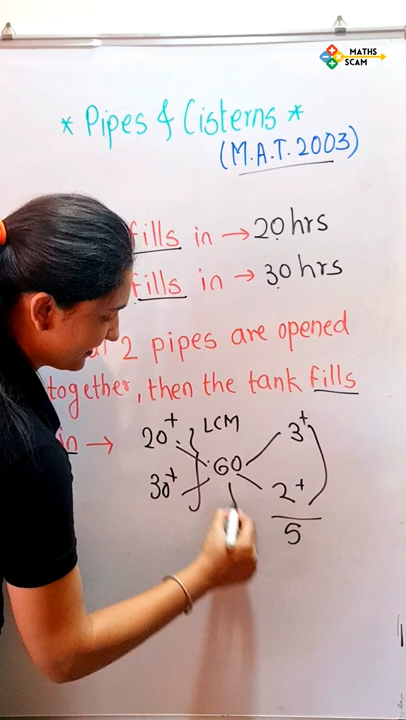 MATHS
SCAM
* Pipes & Cisterns *
(M.A.T. 2003)
fills in → 20 hrs
fills in → 30 hrs
2 pipes are opened
together, then the tank fills
in →
20+ LCM 3+
60
30+ 2+
5